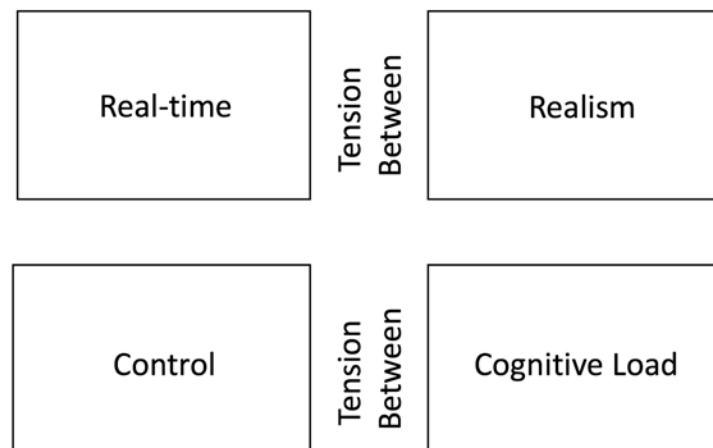 Real-time
Tension
Between
Realism
Control
Tension
Between
Cognitive Load